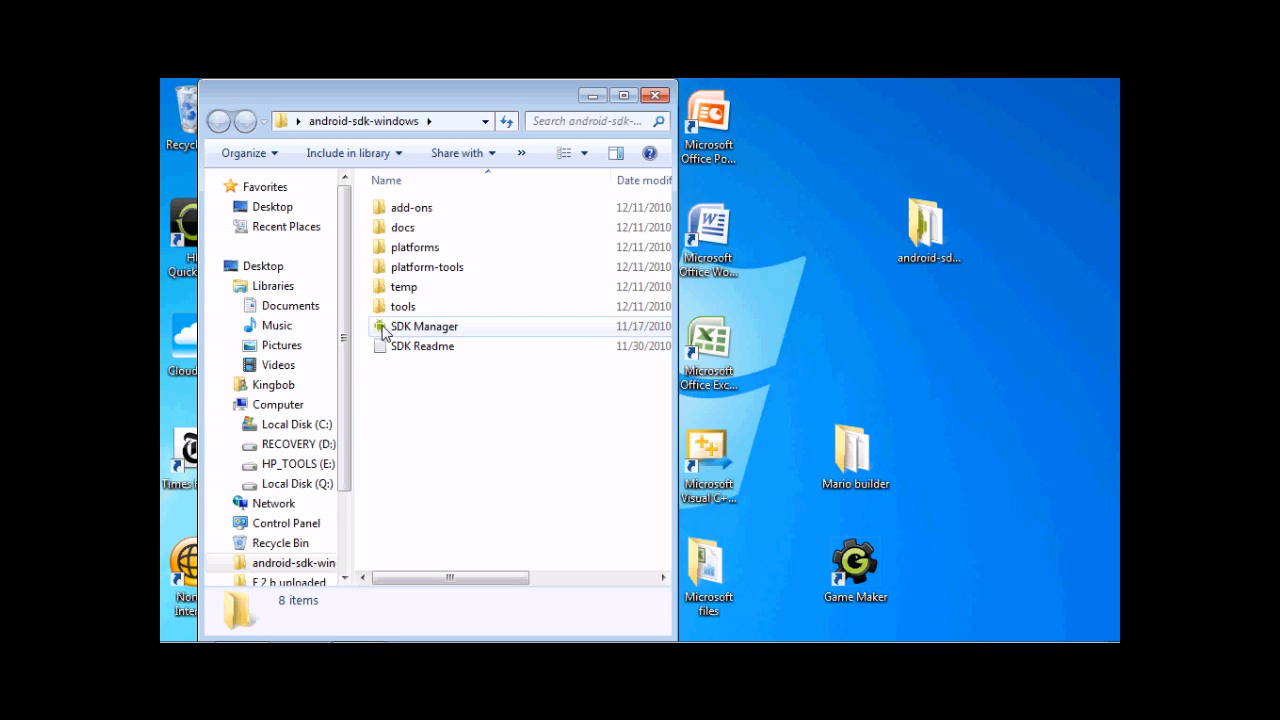 android-sdk-windows
Search android-sdk-...
Organize
Include in library
Share with
»
Name
Date modif
Favorites
Desktop
Recent Places
Desktop
Libraries
Documents
Music
Pictures
Videos
Kingbob
Computer
Local Disk (C:)
RECOVERY (D:)
HP_TOOLS (E:)
Local Disk (Q:)
Network
Control Panel
Recycle Bin
android-sdk-win
F 2 b uploaded
add-ons 12/11/2010
docs 12/11/2010
platforms 12/11/2010
platform-tools 12/11/2010
temp 12/11/2010
tools 12/11/2010
SDK Manager 11/17/2010
SDK Readme 11/30/2010
8 items
Recycl
Quick
Cloud
Times
Inter
Microsoft
Office Po...
Microsoft
Office Wo...
Microsoft
Office Exc...
Microsoft
Visual C+...
Microsoft
files
android-sd...
Mario builder
Game Maker